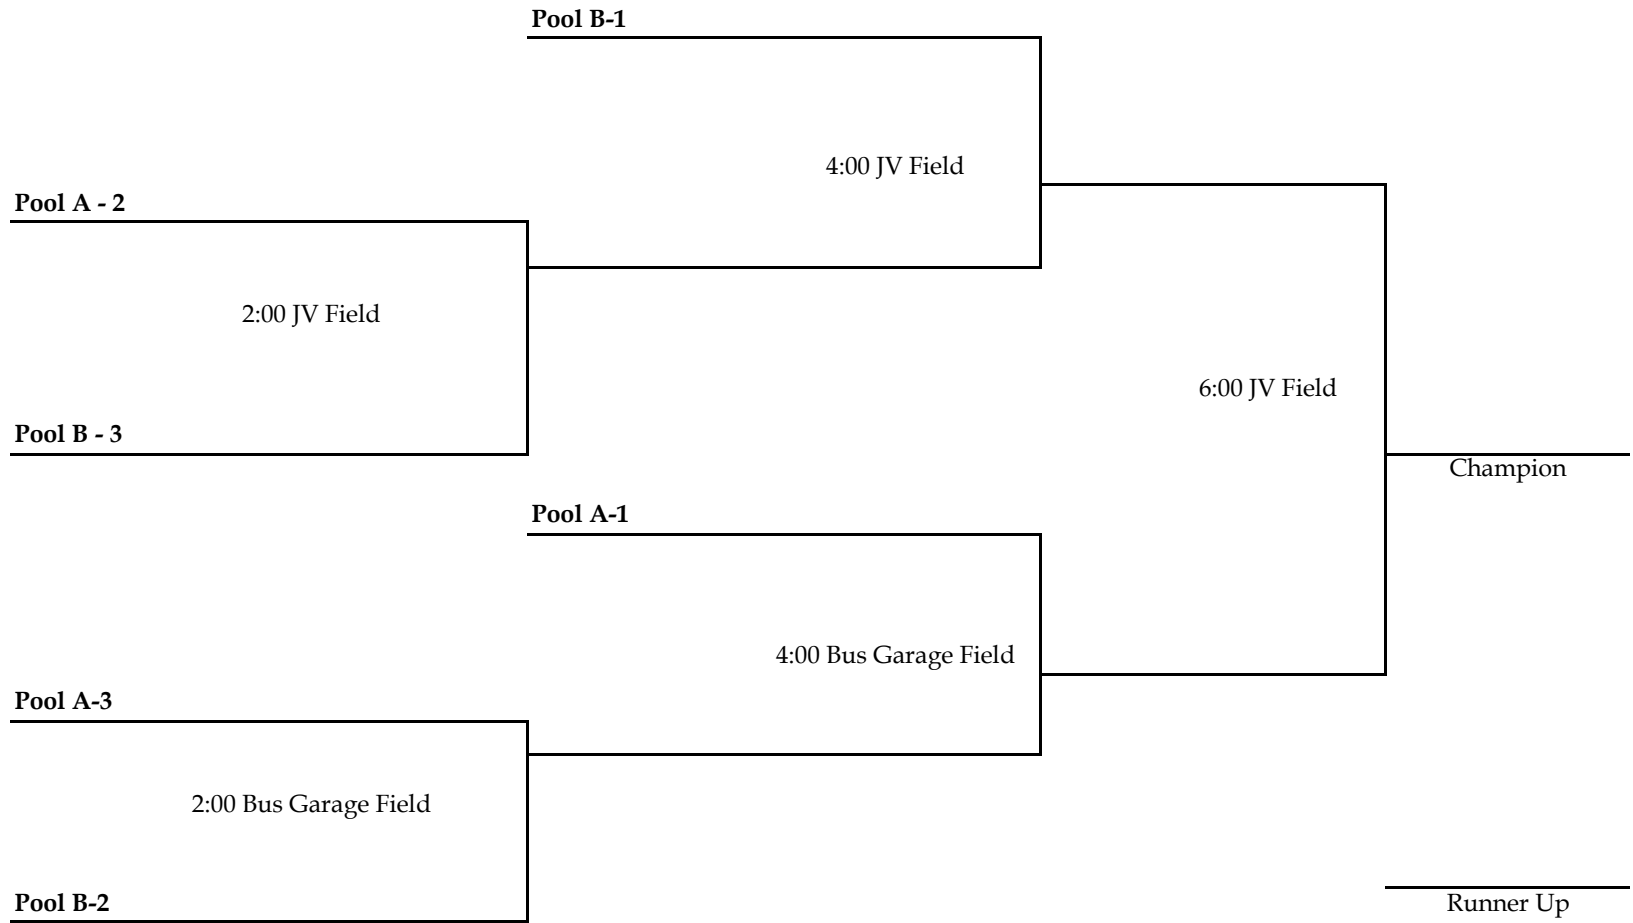 Pool B-1
4:00 JV Field
Pool A - 2
2:00 JV Field
6:00 JV Field
Pool B - 3
Champion
Pool A-1
4:00 Bus Garage Field
Pool A-3
2:00 Bus Garage Field
Pool B-2
Runner Up